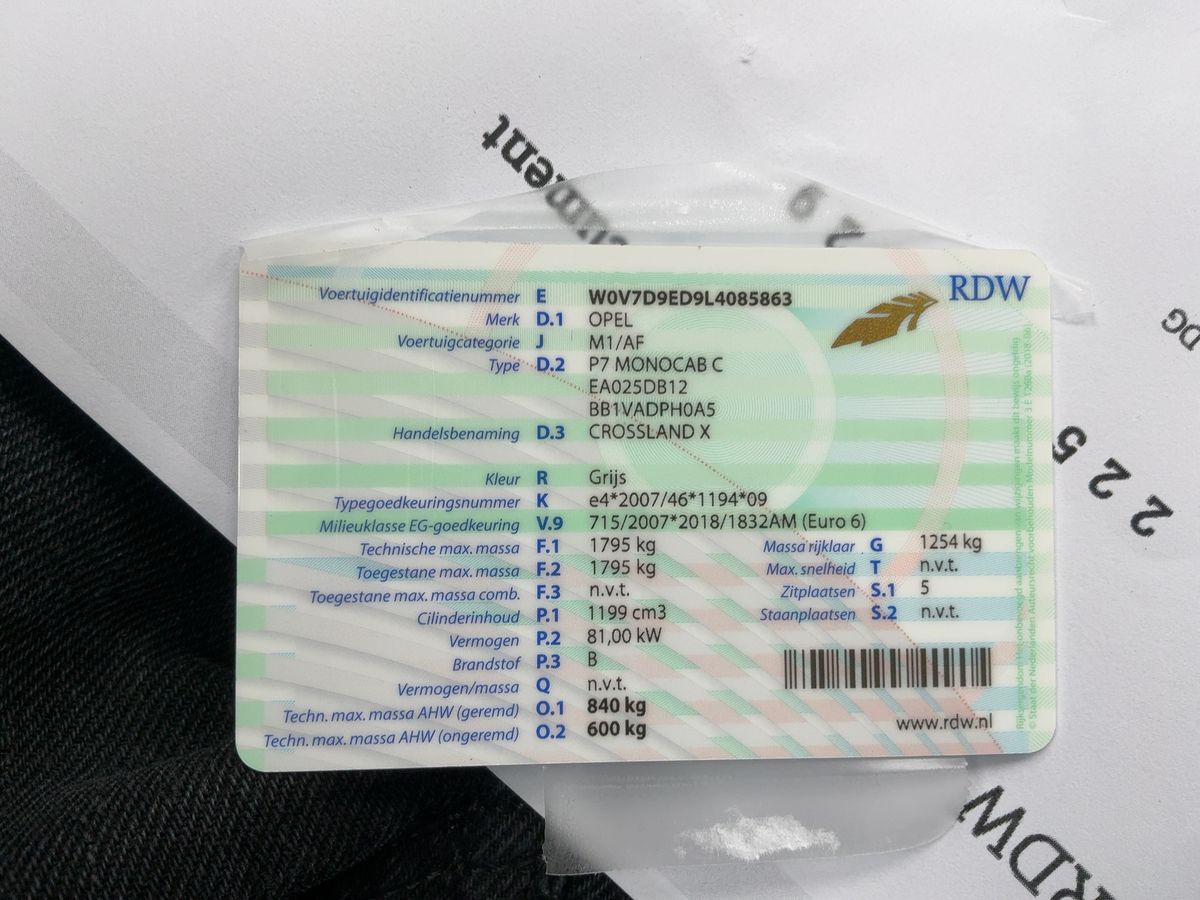 ument
29
RDW
Voertuigidentificatienummer E W0V7D9ED9L4085863
Merk D.1 OPEL
Voertuigcategorie J M1/AF
Type D.2 P7 MONOCAB C
EA025DB12
BB1VADPH0A5
Handelsbenaming D.3 CROSSLAND X
Kleur R Grijs
Typegoedkeuringsnummer K e4*2007/46*1194*09
Milieuklasse EG-goedkeuring V.9 715/2007*2018/1832AM (Euro 6)
Technische max. massa F.1 1795 kg Massa rijklaar G 1254 kg
Toegestane max. massa F.2 1795 kg Max. snelheid T n.v.t.
Toegestane max. massa comb. F.3 n.v.t. Zitplaatsen S.1 5
Cilinderinhoud P.1 1199 cm3 Staanplaatsen S.2 n.v.t.
Vermogen P.2 81,00 kW
Brandstof P.3 B
Vermogen/massa Q n.v.t.
Techn. max. massa AHW (geremd) O.1 840 kg
Techn. max. massa AHW (ongeremd) O.2 600 kg
www.rdw.nl
DG
225
RDW